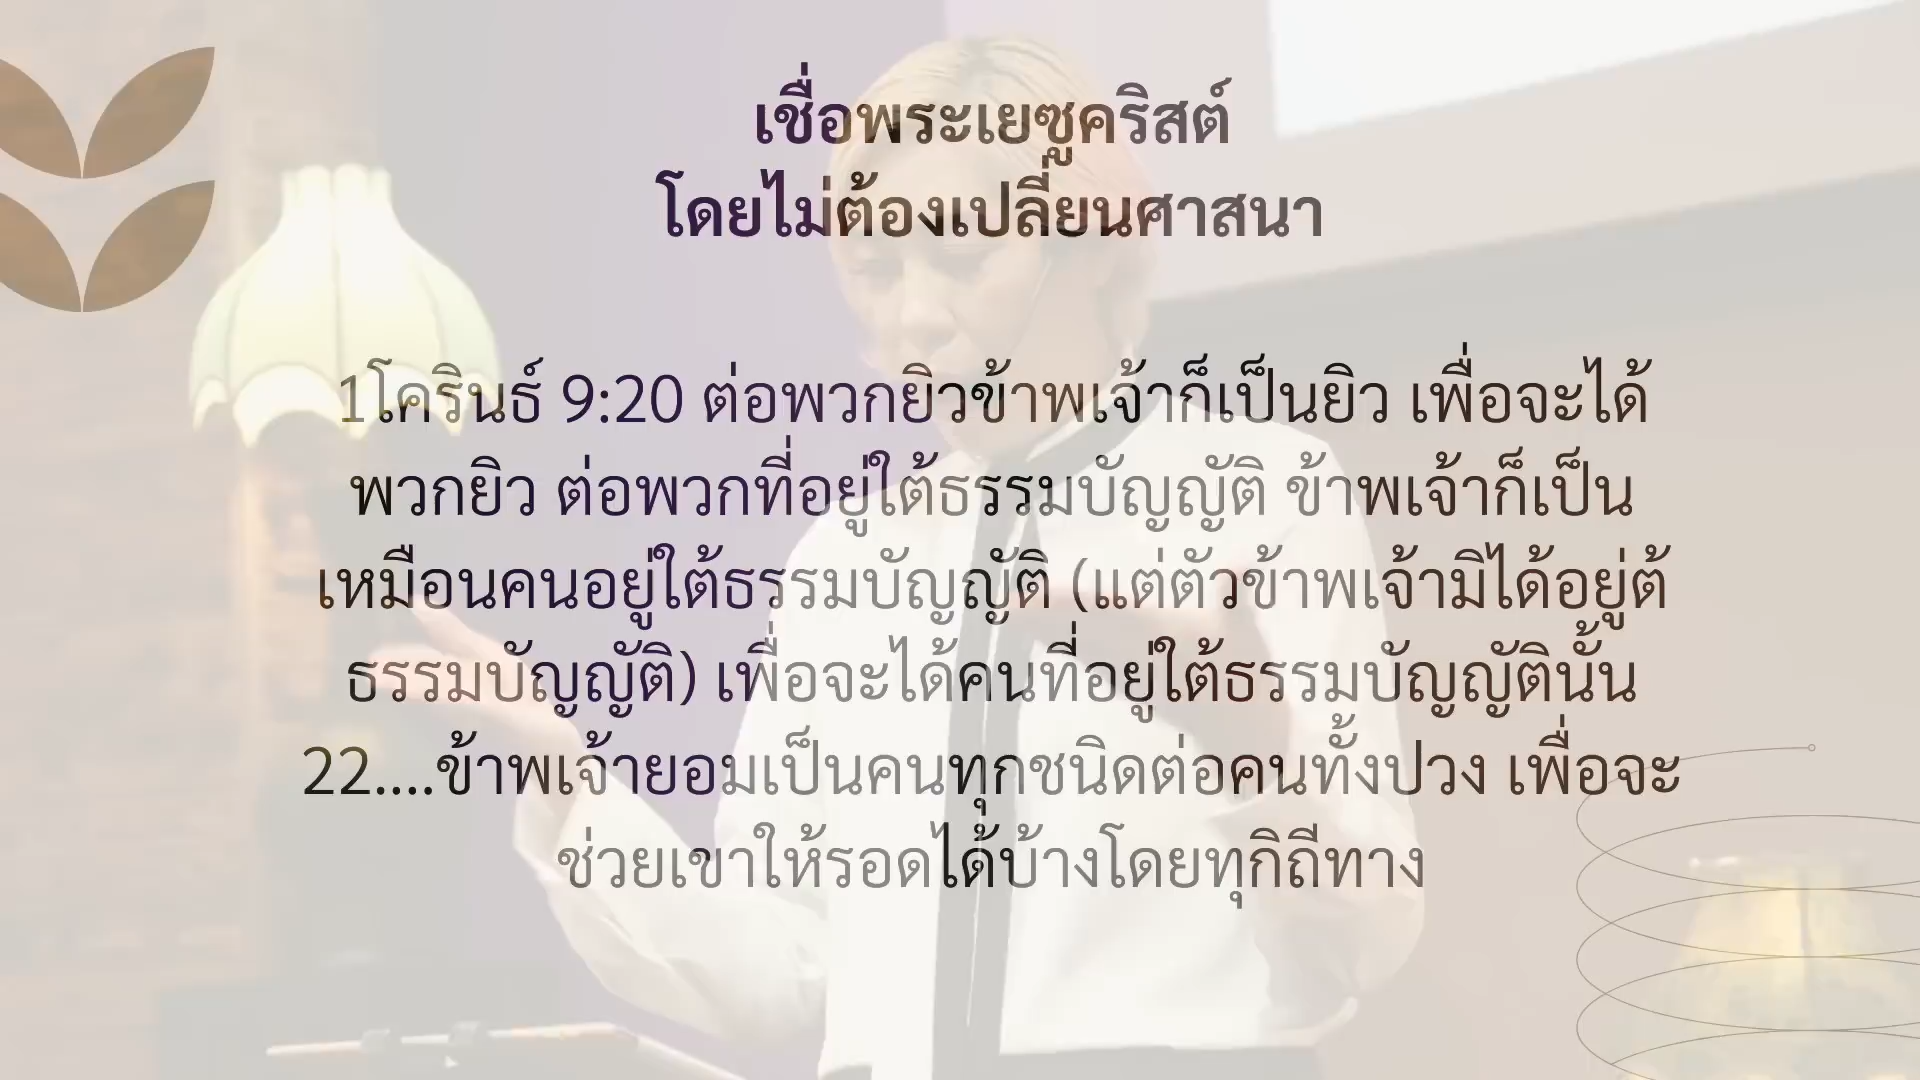 เชื่อพระเยซูคริสต์
โดยไม่ต้องเปลี่ยนศาสนา
1โครินธ์ 9:20 ต่อพวกยิวข้าพเจ้าก็เป็นยิว เพื่อจะได้
พวกยิว ต่อพวกที่อยู่ใต้ธรรมบัญญัติ ข้าพเจ้าก็เป็น
เหมือนคนอยู่ใต้ธรรมบัญญัติ (แต่ตัวข้าพเจ้ามิได้อยู่ต้
ธรรมบัญญัติ) เพื่อจะได้คนที่อยู่ใต้ธรรมบัญญัตินั้น
22....ข้าพเจ้ายอมเป็นคนทุกชนิดต่อคนทั้งปวง เพื่อจะ
ช่วยเขาให้รอดได้บ้างโดยทุกิถีทาง